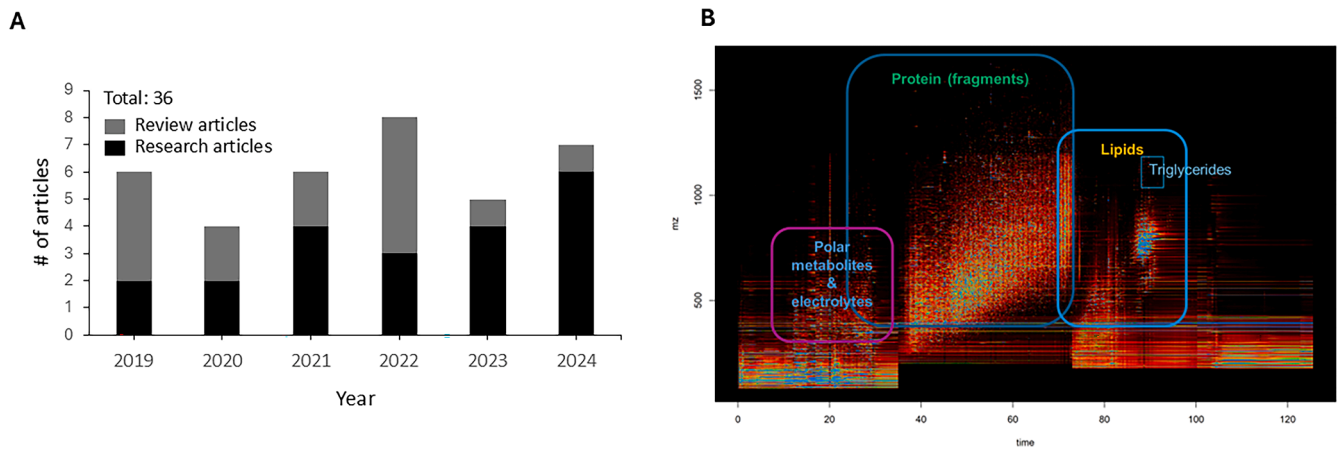 A
9
8
7
6
5
4
3
2
1
0
# of articles
Total: 36
Review articles
Research articles
2019 2020 2021 2022 2023 2024
Year
B
1500
1000
500
mz
Protein (fragments)
Lipids
Triglycerides
Polar
metabolites
&
electrolytes
0 20 40 60 80 100 120
time